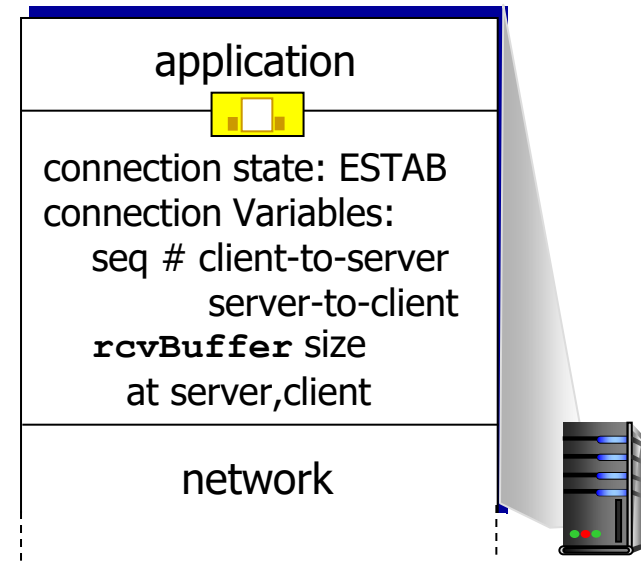 application
connection state: ESTAB
connection Variables:
seq # client-to-server
server-to-client
rcvBuffer size
at server,client
network